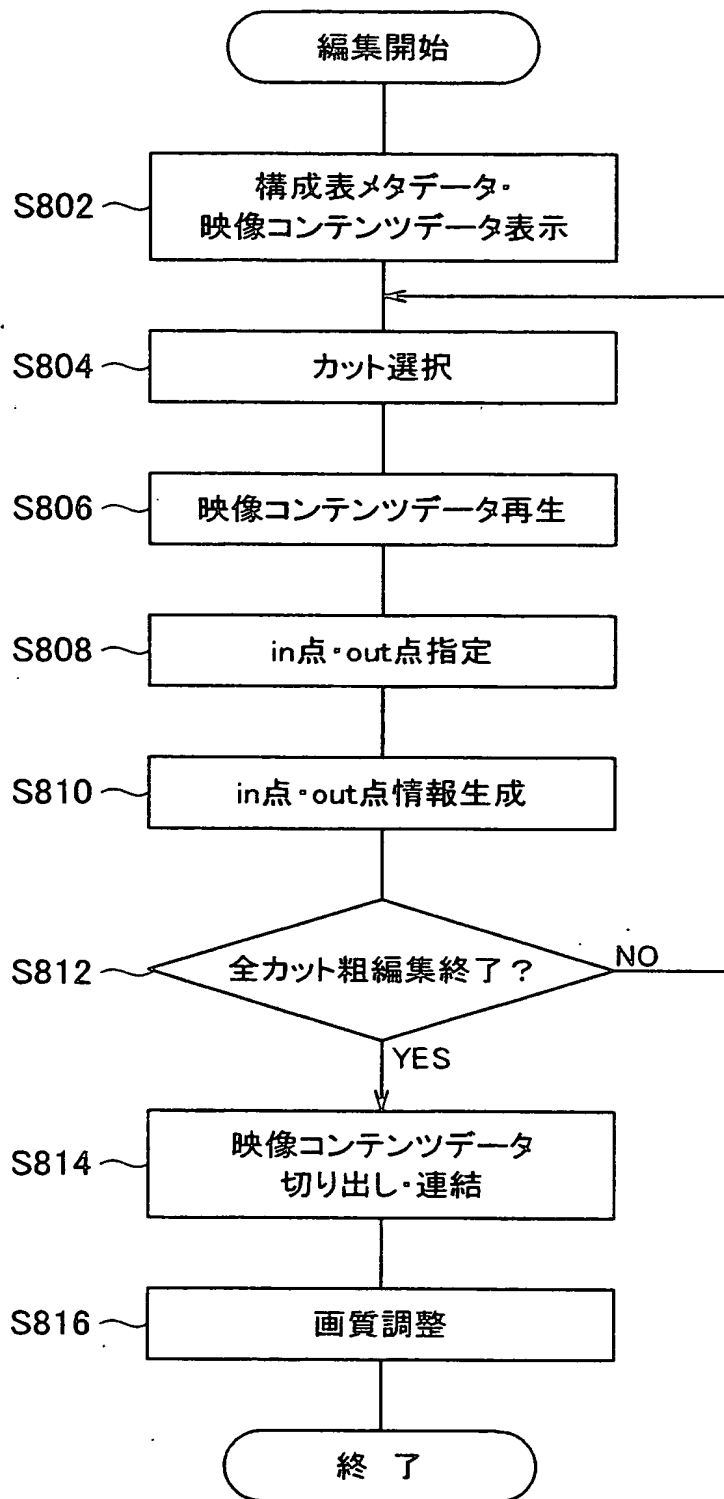 編集開始
S802
構成表メタデータ・
映像コンテンツデータ表示
S804
カット選択
S806
映像コンテンツデータ再生
S808
in点・out点指定
S810
in点・out点情報生成
S812
全カット粗編集終了？
NO
YES
S814
映像コンテンツデータ
切り出し・連結
S816
画質調整
終 了